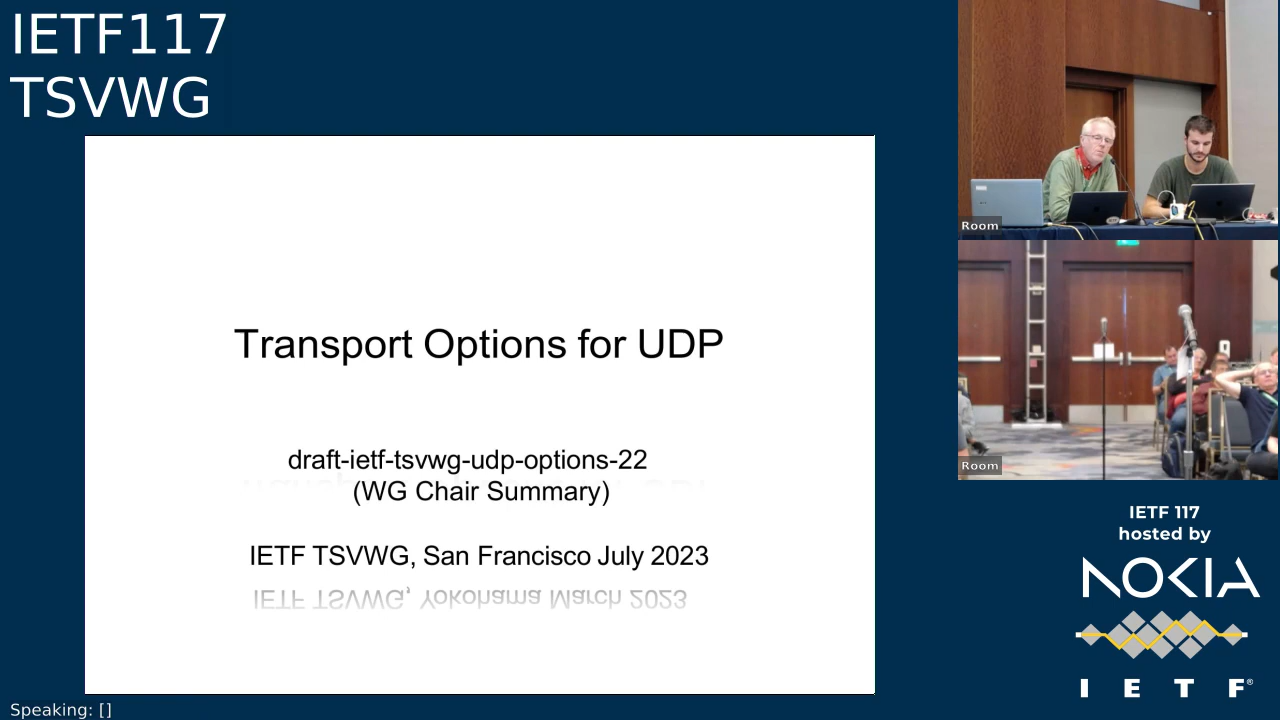 IETF117
TSVWG
Transport Options for UDP
draft-ietf-tsvwg-udp-options-22
(WG Chair Summary)
IETF TSVWG, San Francisco July 2023
IETF TSVWG, Yokohama March 2023
Room
Room
IETF 117
hosted by
NOKIA
I E T F®
Speaking: []